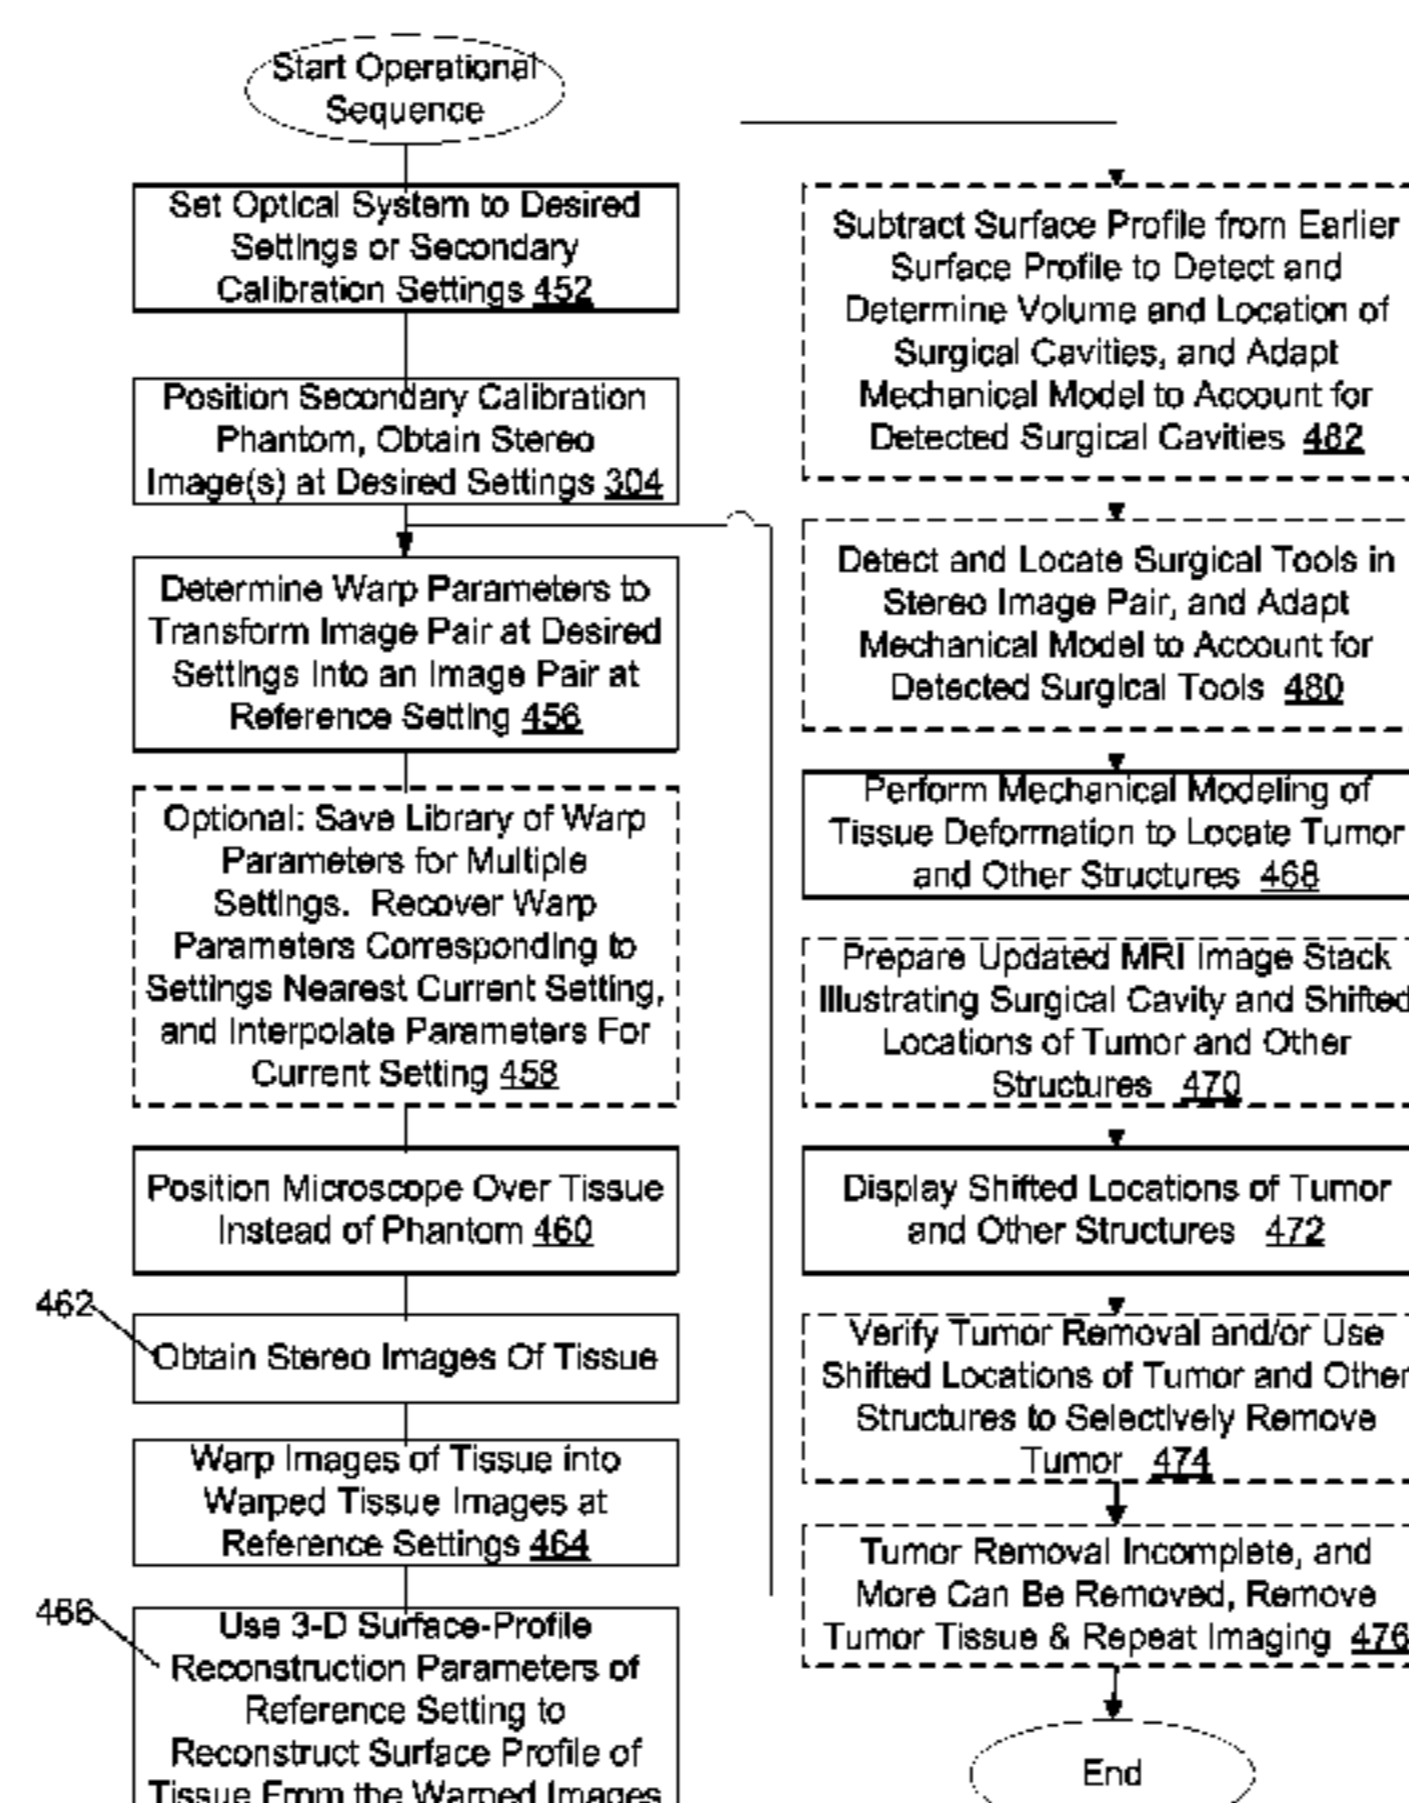 Start Operational
Sequence
Set Optical System to Desired
Settings or Secondary
Calibration Settings 452
Position Secondary Calibration
Phantom, Obtain Stereo
Image(s) at Desired Settings 304
Determine Warp Parameters to
Transform Image Pair at Desired
Settings Into an Image Pair at
Reference Setting 456
Optional: Save Library of Warp
Parameters for Multiple
Settings. Recover Warp
Parameters Corresponding to
Settings Nearest Current Setting,
and Interpolate Parameters For
Current Setting 458
Position Microscope Over Tissue
Instead of Phantom 460
462
Obtain Stereo Images Of Tissue
Warp Images of Tissue into
Warped Tissue Images at
Reference Settings 464
466
Use 3-D Surface-Profile
Reconstruction Parameters of
Reference Setting to
Reconstruct Surface Profile of
Tissue From the Warped Images
Subtract Surface Profile from Earlier
Surface Profile to Detect and
Determine Volume and Location of
Surgical Cavities, and Adapt
Mechanical Model to Account for
Detected Surgical Cavities 482
Detect and Locate Surgical Tools in
Stereo Image Pair, and Adapt
Mechanical Model to Account for
Detected Surgical Tools 480
Perform Mechanical Modeling of
Tissue Deformation to Locate Tumor
and Other Structures 468
Prepare Updated MRI Image Stack
Illustrating Surgical Cavity and Shifted
Locations of Tumor and Other
Structures 470
Display Shifted Locations of Tumor
and Other Structures 472
Verify Tumor Removal and/or Use
Shifted Locations of Tumor and Other
Structures to Selectively Remove
Tumor 474
Tumor Removal Incomplete, and
More Can Be Removed, Remove
Tumor Tissue & Repeat Imaging 476
End